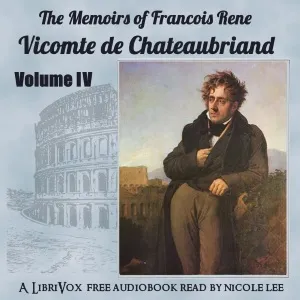 The Memoirs of Francois Rene
Vicomte de Chateaubriand
Volume IV
A LibriVox free audiobook read by Nicole Lee